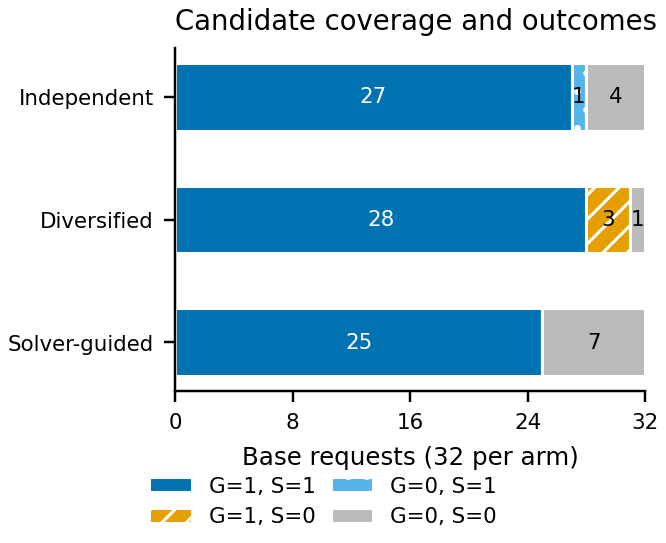 Candidate coverage and outcomes
Independent
27
1
4
Diversified
28
3
1
Solver-guided
25
7
0 8 16 24 32
Base requests (32 per arm)
G=1, S=1 G=0, S=1
G=1, S=0 G=0, S=0